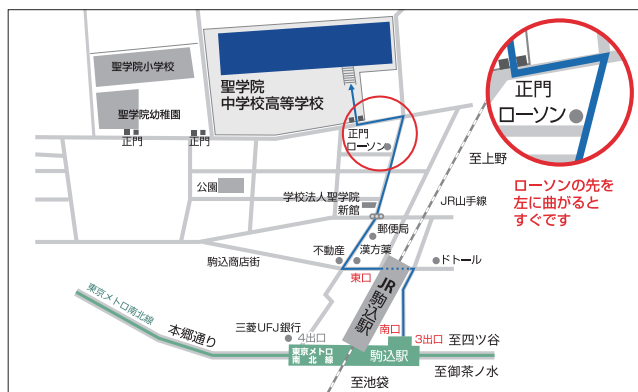 聖学院小学校
聖学院幼稚園
正門
正門
聖学院
中学校高等学校
正門
ローソン
正門
ローソン
至上野
ローソンの先を
左に曲がると
すぐです
公園
学校法人聖学院
新館
JR山手線
郵便局
不動産
漢方薬
駒込商店街
ドトール
東口
JR
駒込駅
東京メトロ南北線
本郷通り
三菱UFJ銀行
4出口
南口
3出口
至四ツ谷
東京メトロ
南北線
駒込駅
至御茶ノ水
至池袋